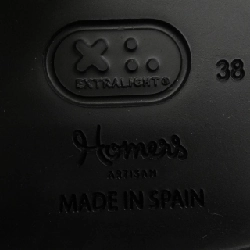 EXTRALIGHT®
38
Homers
ARTISAN
MADE IN SPAIN